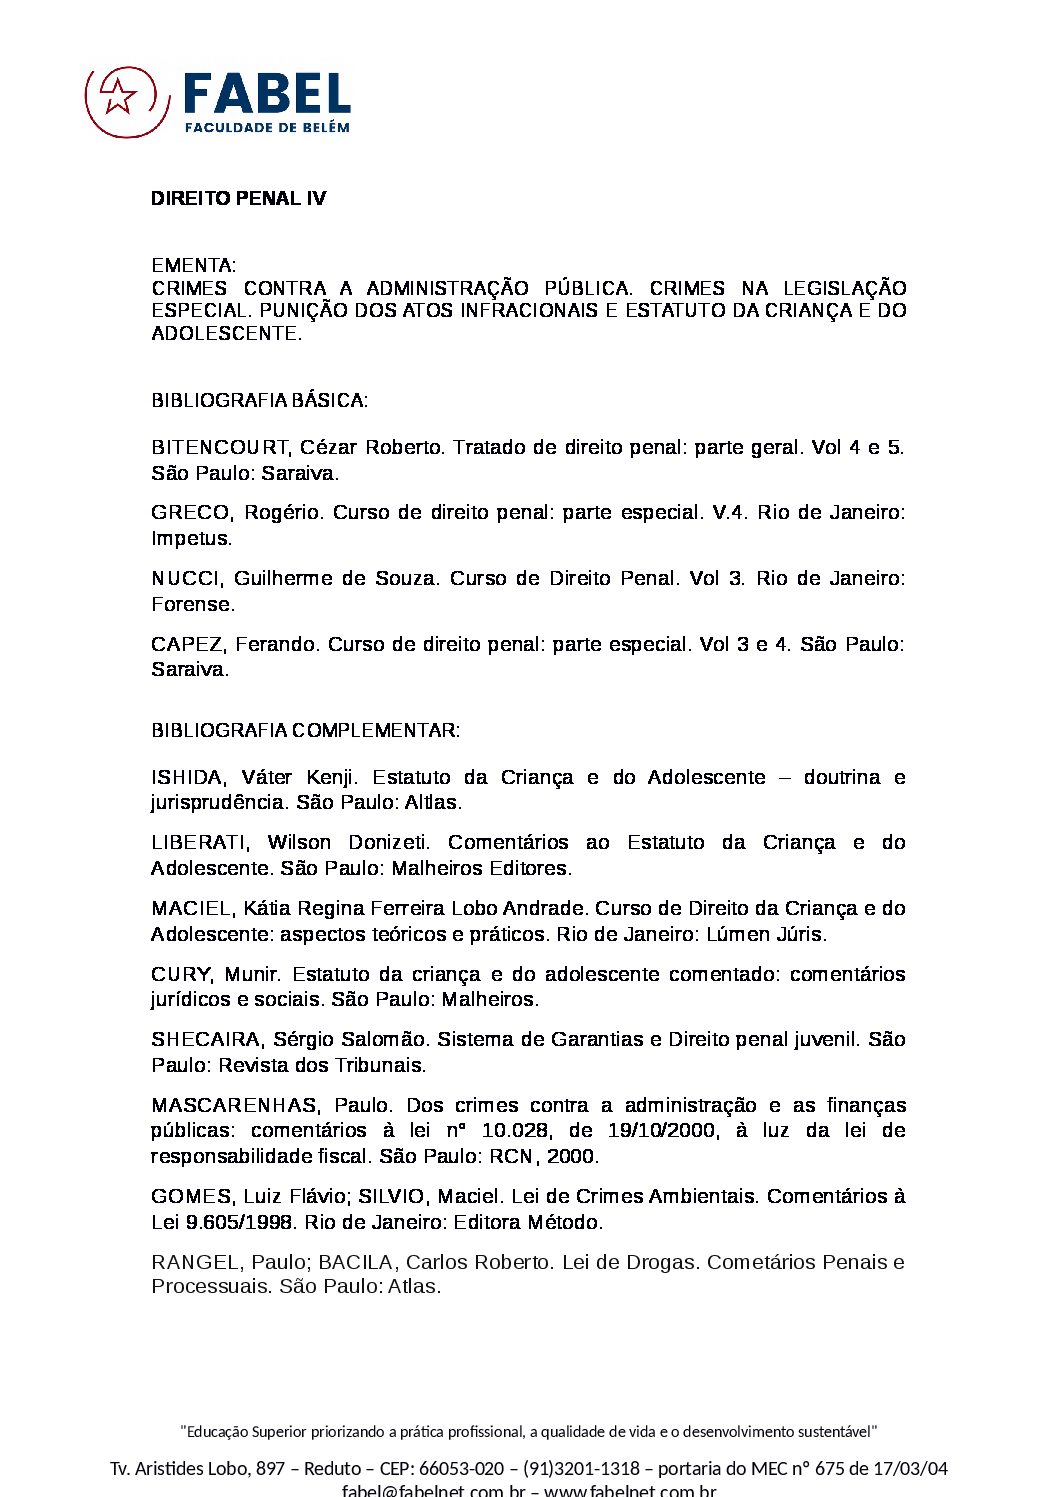 FABEL
FACULDADE DE BELÉM
DIREITO PENAL IV
EMENTA:
CRIMES CONTRA A ADMINISTRAÇÃO PÚBLICA. CRIMES NA LEGISLAÇÃO
ESPECIAL. PUNIÇÃO DOS ATOS INFRACIONAIS E ESTATUTO DA CRIANÇA E DO
ADOLESCENTE.
BIBLIOGRAFIA BÁSICA:
BITENCOURT, Cézar Roberto. Tratado de direito penal: parte geral. Vol 4 e 5.
São Paulo: Saraiva.
GRECO, Rogério. Curso de direito penal: parte especial. V.4. Rio de Janeiro:
Impetus.
NUCCI, Guilherme de Souza. Curso de Direito Penal. Vol 3. Rio de Janeiro:
Forense.
CAPEZ, Ferando. Curso de direito penal: parte especial. Vol 3 e 4. São Paulo:
Saraiva.
BIBLIOGRAFIA COMPLEMENTAR:
ISHIDA, Váter Kenji. Estatuto da Criança e do Adolescente – doutrina e
jurisprudência. São Paulo: Altlas.
LIBERATI, Wilson Donizeti. Comentários ao Estatuto da Criança e do
Adolescente. São Paulo: Malheiros Editores.
MACIEL, Kátia Regina Ferreira Lobo Andrade. Curso de Direito da Criança e do
Adolescente: aspectos teóricos e práticos. Rio de Janeiro: Lúmen Júris.
CURY, Munir. Estatuto da criança e do adolescente comentado: comentários
jurídicos e sociais. São Paulo: Malheiros.
SHECAIRA, Sérgio Salomão. Sistema de Garantias e Direito penal juvenil. São
Paulo: Revista dos Tribunais.
MASCARENHAS, Paulo. Dos crimes contra a administração e as finanças
públicas: comentários à lei nº 10.028, de 19/10/2000, à luz da lei de
responsabilidade fiscal. São Paulo: RCN, 2000.
GOMES, Luiz Flávio; SILVIO, Maciel. Lei de Crimes Ambientais. Comentários à
Lei 9.605/1998. Rio de Janeiro: Editora Método.
RANGEL, Paulo; BACILA, Carlos Roberto. Lei de Drogas. Cometários Penais e
Processuais. São Paulo: Atlas.
"Educação Superior priorizando a prática profissional, a qualidade de vida e o desenvolvimento sustentável"
Tv. Aristides Lobo, 897 – Reduto – CEP: 66053-020 – (91)3201-1318 – portaria do MEC nº 675 de 17/03/04
fabel@fabelnet.com.br – www.fabelnet.com.br